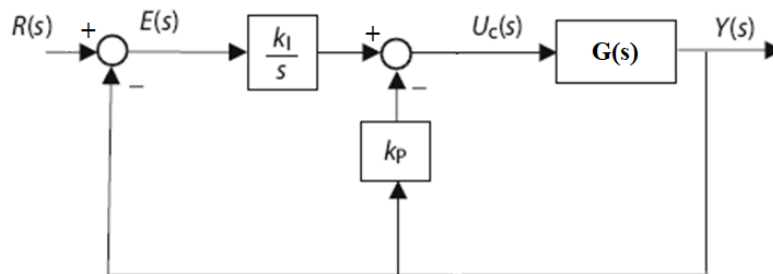 R(s) + E(s) k_I/s + U_c(s) G(s) Y(s)
− −
k_P